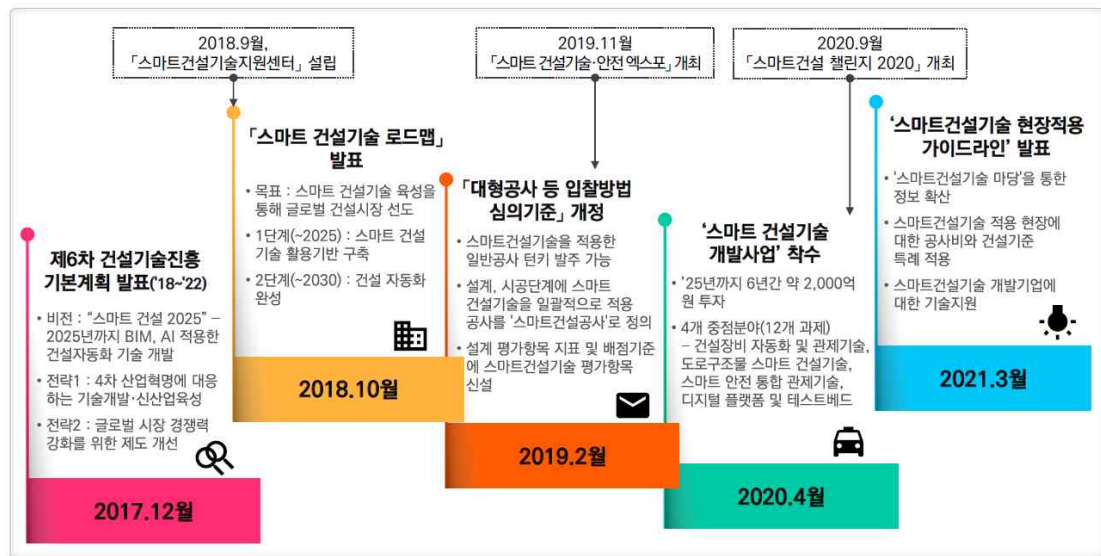 2018.9월,
「스마트건설기술지원센터」 설립
2019.11월
「스마트 건설기술·안전 엑스포」 개최
2020.9월
「스마트건설 챌린지 2020」 개최
제6차 건설기술진흥
기본계획 발표('18~'22)
• 비전 : “스마트 건설 2025” –
2025년까지 BIM, AI 적용한
건설자동화 기술 개발
• 전략1 : 4차 산업혁명에 대응
하는 기술개발·신산업육성
• 전략2 : 글로벌 시장 경쟁력
강화를 위한 제도 개선
2017.12월
「스마트 건설기술 로드맵」
발표
• 목표 : 스마트 건설기술 육성을
통해 글로벌 건설시장 선도
• 1단계(~2025) : 스마트 건설
기술 활용기반 구축
• 2단계(~2030) : 건설 자동화
완성
2018.10월
「대형공사 등 입찰방법
심의기준」 개정
• 스마트건설기술을 적용한
일반공사 턴키 발주 가능
• 설계, 시공단계에 스마트
건설기술을 일괄적으로 적용
공사를 ‘스마트건설공사’로 정의
• 설계 평가항목 지표 및 배점기준
에 스마트건설기술 평가항목
신설
2019.2월
‘스마트 건설기술
개발사업’ 착수
• ’25년까지 6년간 약 2,000억
원 투자
• 4개 중점분야(12개 과제)
– 건설장비 자동화 및 관제기술,
도로구조물 스마트 건설기술,
스마트 안전 통합 관제기술,
디지털 플랫폼 및 테스트베드
2020.4월
‘스마트건설기술 현장적용
가이드라인’ 발표
• ‘스마트건설기술 마당’을 통한
정보 확산
• 스마트건설기술 적용 현장에
대한 공사비와 건설기준
특례 적용
• 스마트건설기술 개발기업에
대한 기술지원
2021.3월